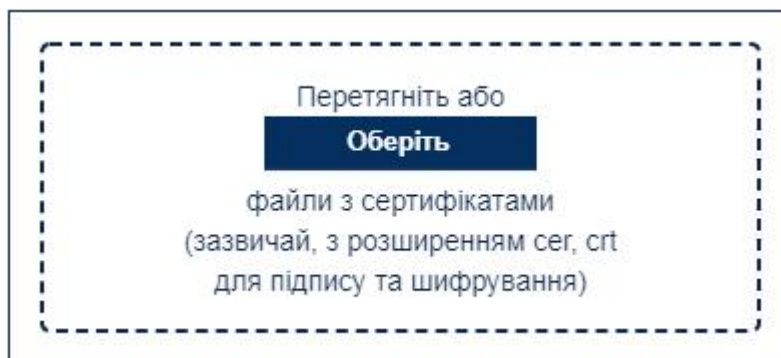 Перетягніть або
Оберіть
файли з сертифікатами
(зазвичай, з розширенням cer, crt
для підпису та шифрування)